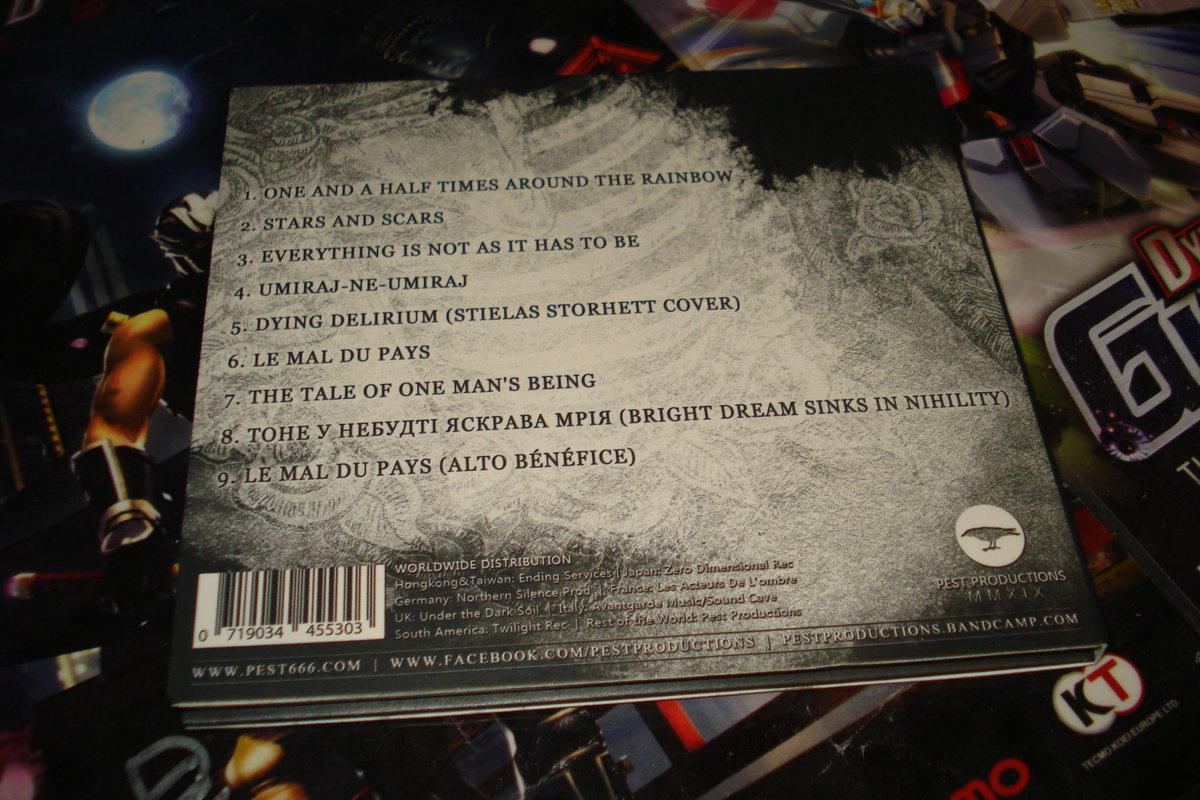 1. ONE AND A HALF TIMES AROUND THE RAINBOW
2. STARS AND SCARS
3. EVERYTHING IS NOT AS IT HAS TO BE
4. UMIRAJ-NE-UMIRAJ
5. DYING DELIRIUM (STIELAS STORHETT COVER)
6. LE MAL DU PAYS
7. THE TALE OF ONE MAN'S BEING
8. ТОНЕ У НЕБУДТІ ЯСКРАВА МРІЯ (BRIGHT DREAM SINKS IN NIHILITY)
9. LE MAL DU PAYS (ALTO BÉNÉFICE)
WORLDWIDE DISTRIBUTION
Hongkong&Taiwan: Ending Services | Japan: Zero Dimensional Rec
Germany: Northern Silence Prod | France: Les Acteurs De L'ombre
UK: Under the Dark Soil | Italy: Avantgarde Music/Sound Cave
South America: Twilight Rec | Rest of the World: Pest Productions
0 719034 455303
PEST PRODUCTIONS
MMXIX
WWW.PEST666.COM | WWW.FACEBOOK.COM/PESTPRODUCTIONS | PESTPRODUCTIONS.BANDCAMP.COM
KT
TECMO KOEI EUROPE LTD.